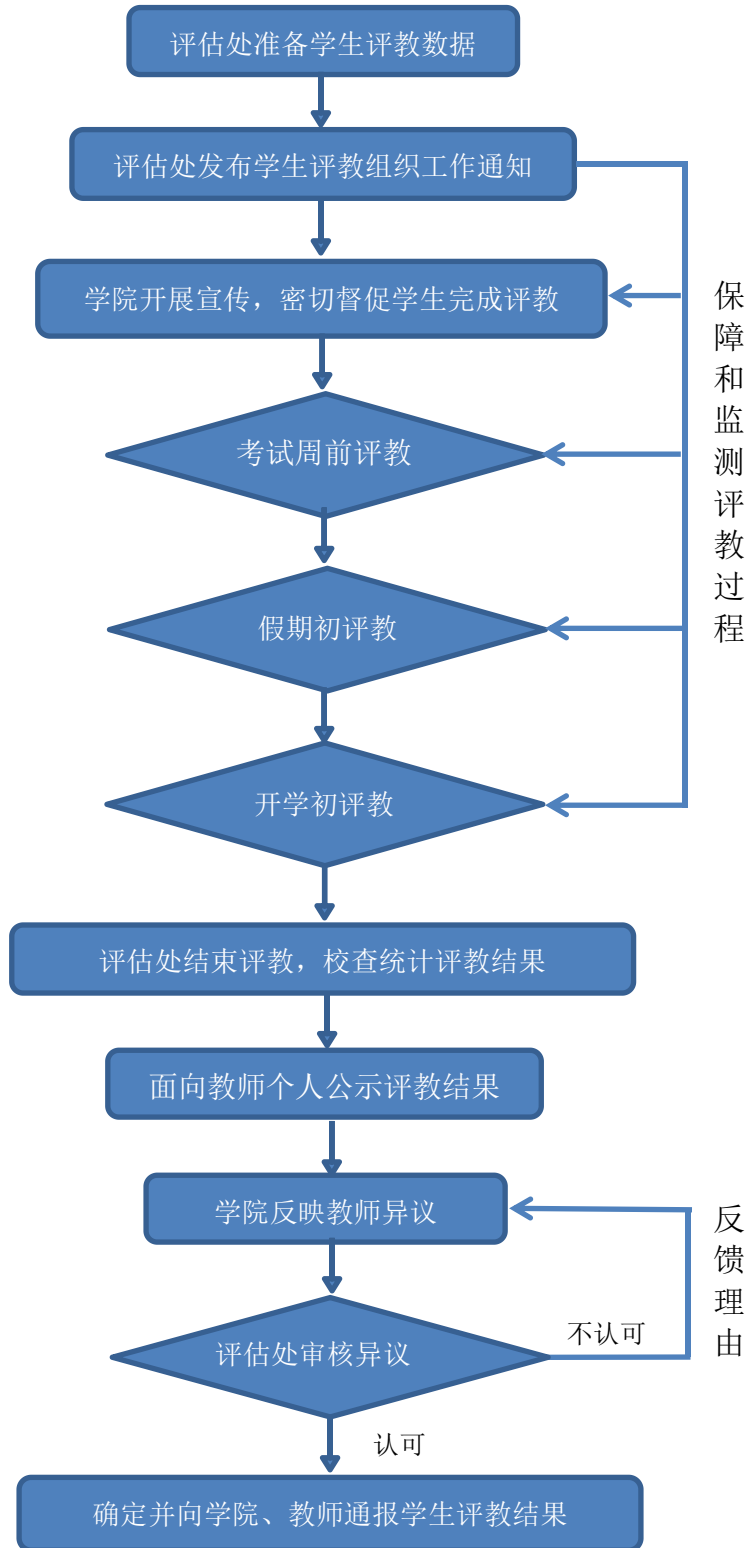 评估处准备学生评教数据
评估处发布学生评教组织工作通知
学院开展宣传，密切督促学生完成评教
考试周前评教
假期初评教
开学初评教
保障和监测评教过程
评估处结束评教，校查统计评教结果
面向教师个人公示评教结果
学院反映教师异议
评估处审核异议
不认可
反馈理由
认可
确定并向学院、教师通报学生评教结果